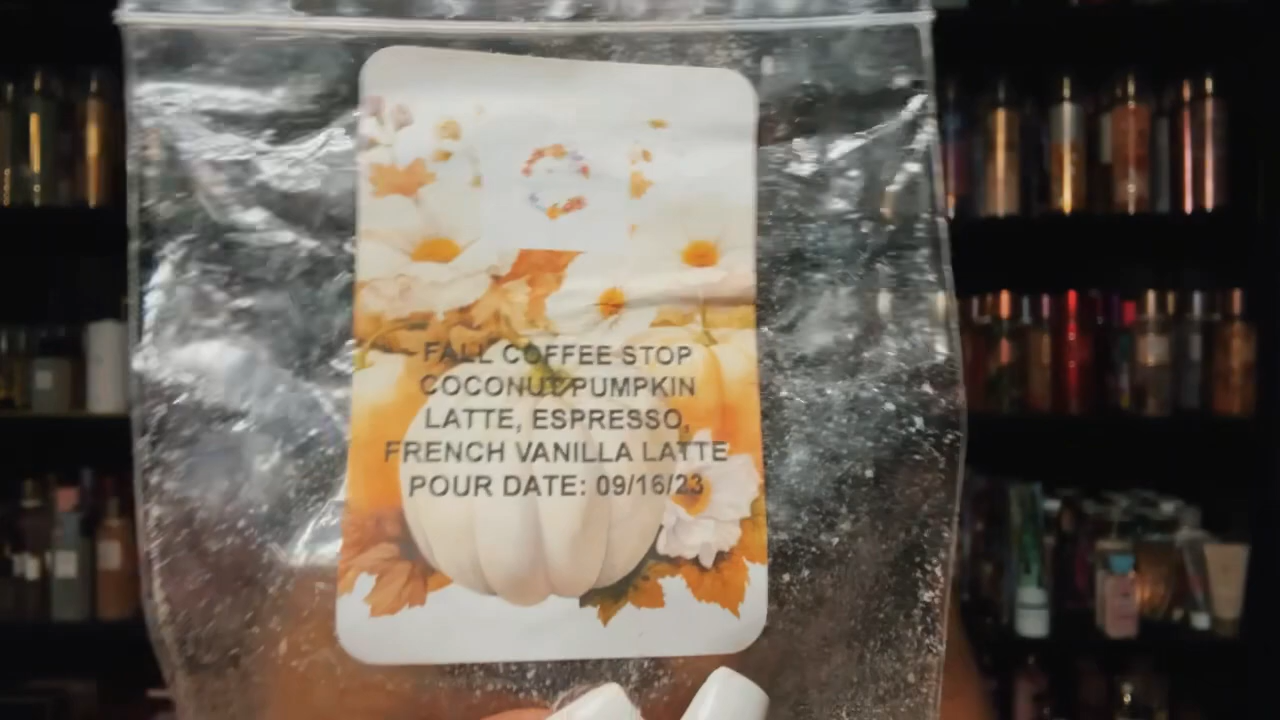 FALL COFFEE STOP
COCONUT PUMPKIN
LATTE, ESPRESSO,
FRENCH VANILLA LATTE
POUR DATE: 09/16/23